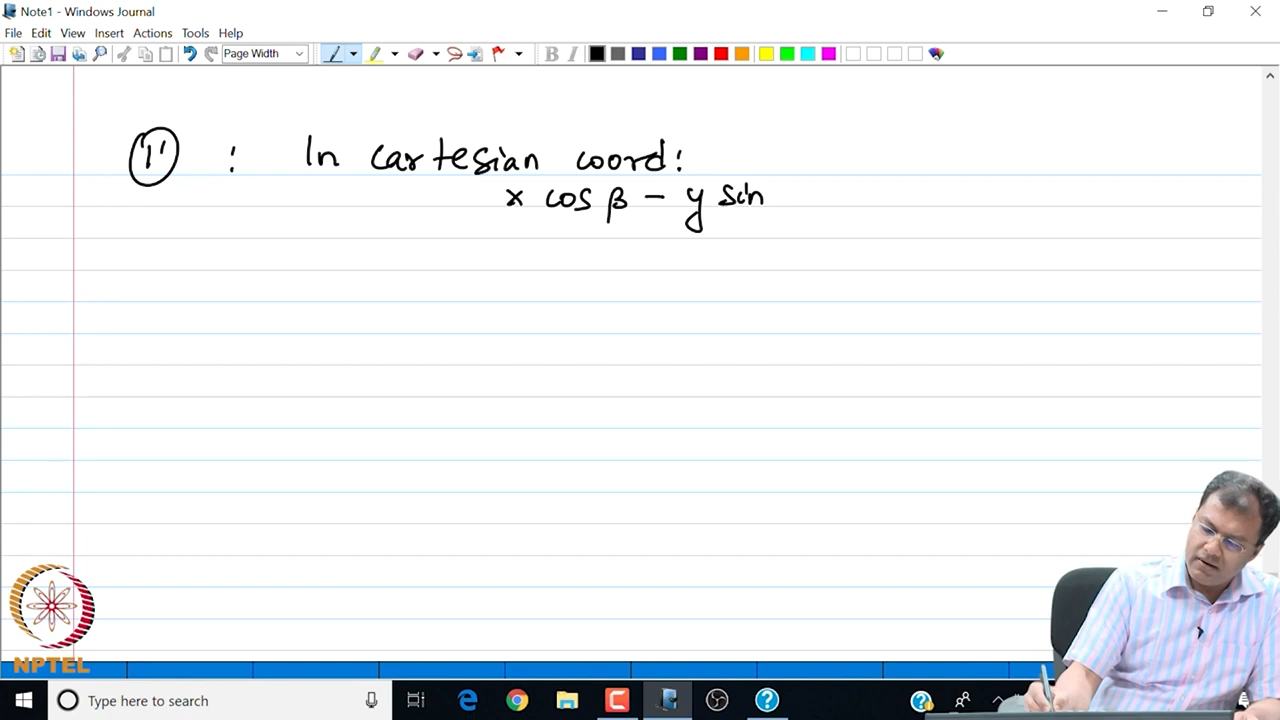 Note1 - Windows Journal
File Edit View Insert Actions Tools Help
Page Width
B I
1' : In cartesian coord:
x cos β - y sin
NPTEL
Type here to search